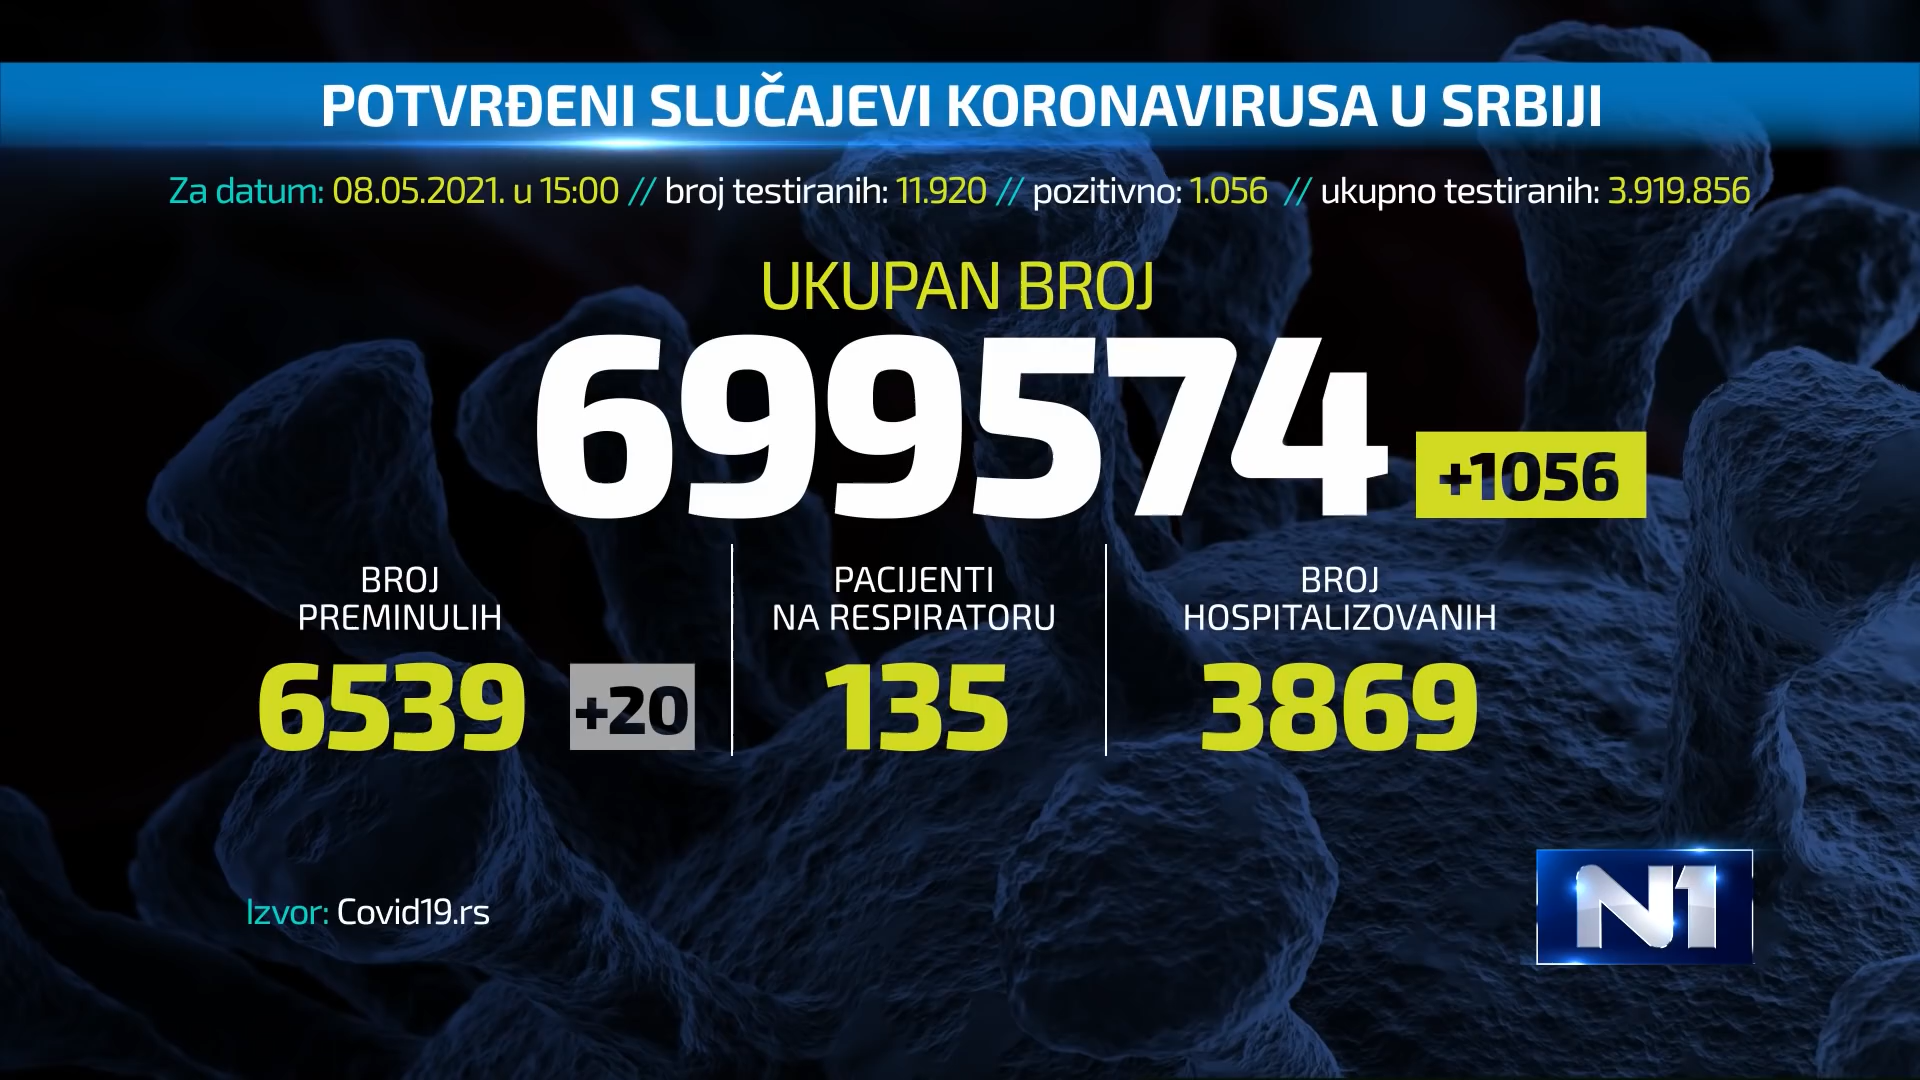 POTVRĐENI SLUČAJEVI KORONAVIRUSA U SRBIJI
Za datum: 08.05.2021. u 15:00 // broj testiranih: 11.920 // pozitivno: 1.056 // ukupno testiranih: 3.919.856
UKUPAN BROJ
699574 +1056
BROJ
PREMINULIH
6539 +20
PACIJENTI
NA RESPIRATORU
135
BROJ
HOSPITALIZOVANIH
3869
Izvor: Covid19.rs
N1